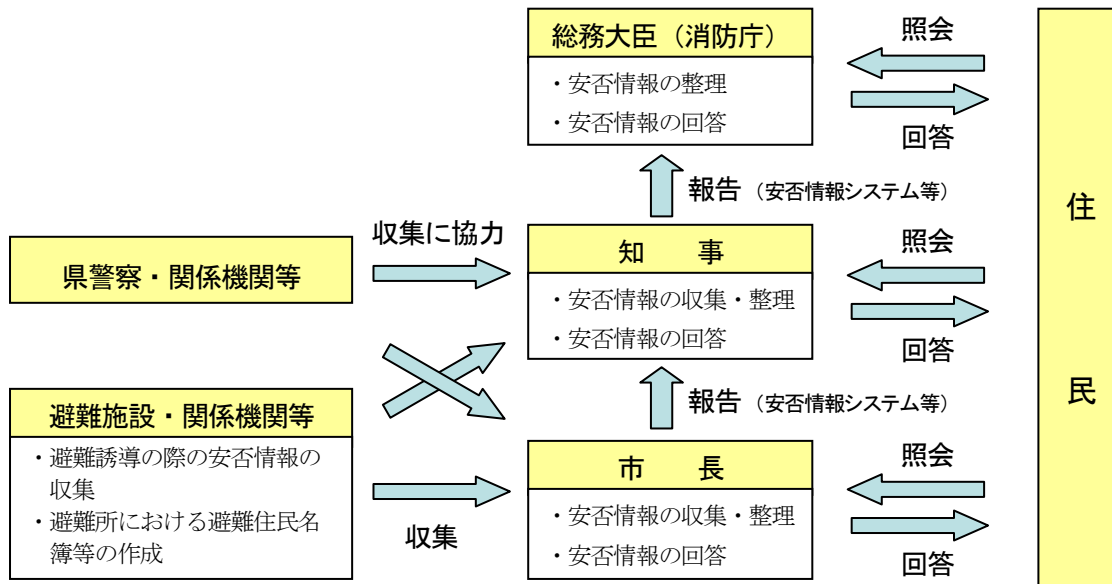 総務大臣（消防庁）
・安否情報の整理
・安否情報の回答
照会
回答
報告（安否情報システム等）
県警察・関係機関等
収集に協力
知　事
・安否情報の収集・整理
・安否情報の回答
照会
回答
報告（安否情報システム等）
避難施設・関係機関等
・避難誘導の際の安否情報の
収集
・避難所における避難住民名
簿等の作成
収集
市　長
・安否情報の収集・整理
・安否情報の回答
照会
回答
住
民